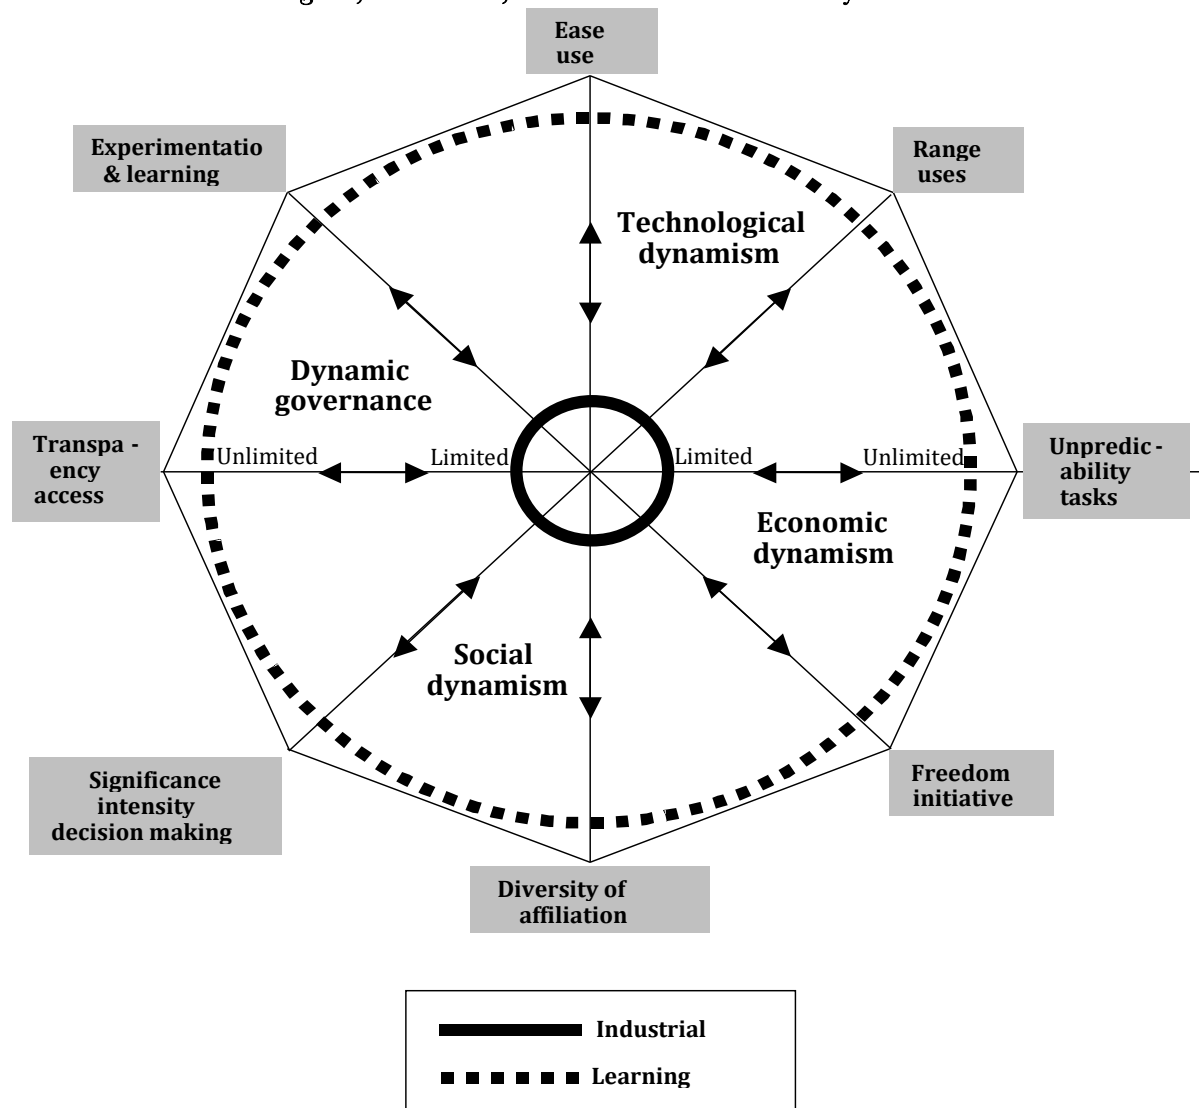 Ease
use
Experimentatio
& learning
Range
uses
Technological
dynamism
Dynamic
governance
Transpa -
ency
access
Unlimited
Limited
Limited
Unlimited
Unpredic -
ability
tasks
Economic
dynamism
Social
dynamism
Significance
intensity
decision making
Freedom
initiative
Diversity of
affiliation
Industrial
Learning